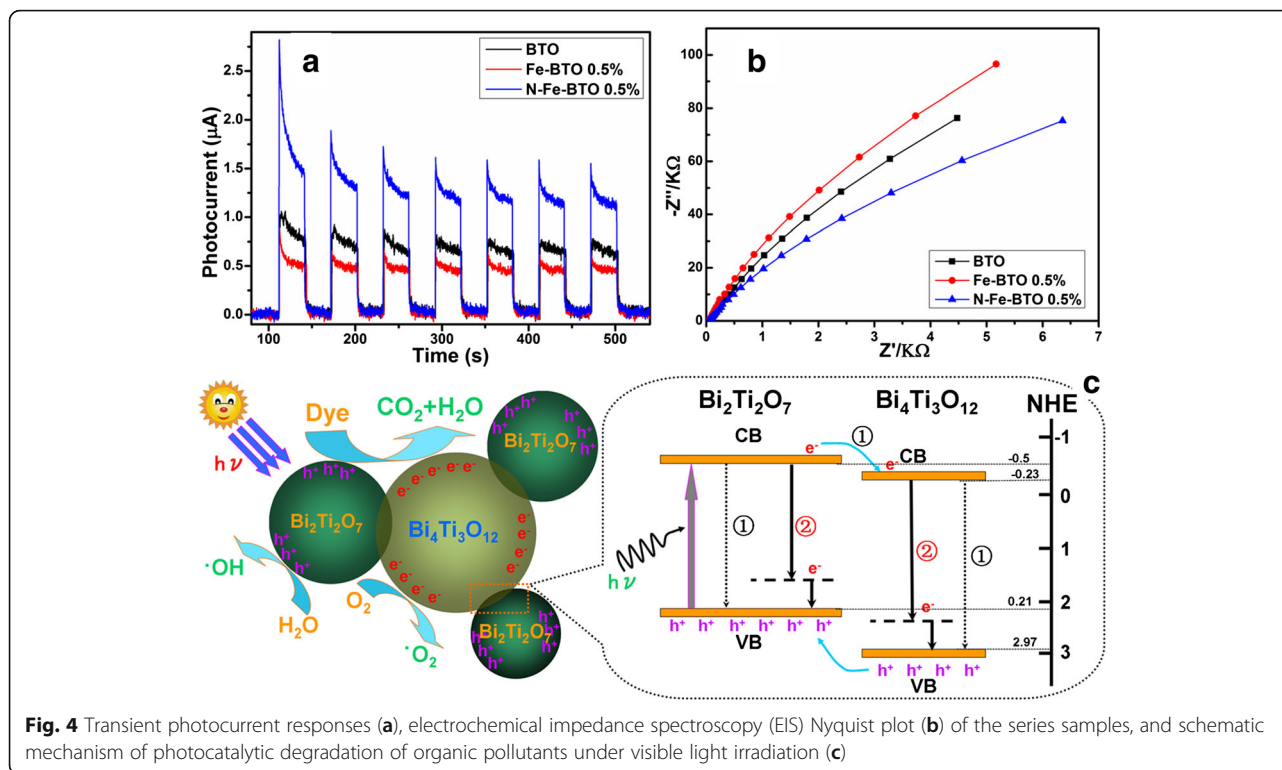 a
BTO
Fe-BTO 0.5%
N-Fe-BTO 0.5%
Photocurrent (μA)
2.5
2.0
1.5
1.0
0.5
0.0
100 200 300 400 500
Time (s)
b
-Z''/KΩ
100
80
60
40
20
0
BTO
Fe-BTO 0.5%
N-Fe-BTO 0.5%
0 1 2 3 4 5 6 7
Z'/KΩ
hν
Dye
CO₂+H₂O
Bi₂Ti₂O₇
h⁺ h⁺ h⁺
h⁺ h⁺ h⁺
h⁺
h⁺
h⁺
Bi₂Ti₂O₇
h⁺
h⁺
h⁺
Bi₄Ti₃O₁₂
e⁻ e⁻ e⁻ e⁻
e⁻
e⁻
e⁻
e⁻
e⁻
e⁻
e⁻
e⁻
e⁻
e⁻
·OH
H₂O
O₂
·O₂
Bi₂Ti₂O₇
h⁺
h⁺
h⁺
h⁺
h⁺
h⁺
c
Bi₂Ti₂O₇ Bi₄Ti₃O₁₂ NHE
CB
e⁻
①
e⁻ CB
-1
-0.5
-0.23
0
①
②
②
①
1
hν
e⁻
e⁻
0.21
2
h⁺ h⁺ h⁺ h⁺ h⁺ h⁺
VB
2.97
3
h⁺ h⁺ h⁺ h⁺
VB
Fig. 4 Transient photocurrent responses (a), electrochemical impedance spectroscopy (EIS) Nyquist plot (b) of the series samples, and schematic
mechanism of photocatalytic degradation of organic pollutants under visible light irradiation (c)